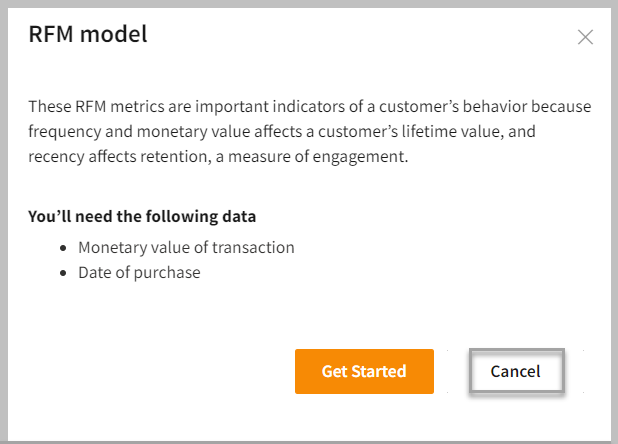 RFM model
These RFM metrics are important indicators of a customer’s behavior because
frequency and monetary value affects a customer’s lifetime value, and
recency affects retention, a measure of engagement.
You’ll need the following data
• Monetary value of transaction
• Date of purchase
Get Started
Cancel